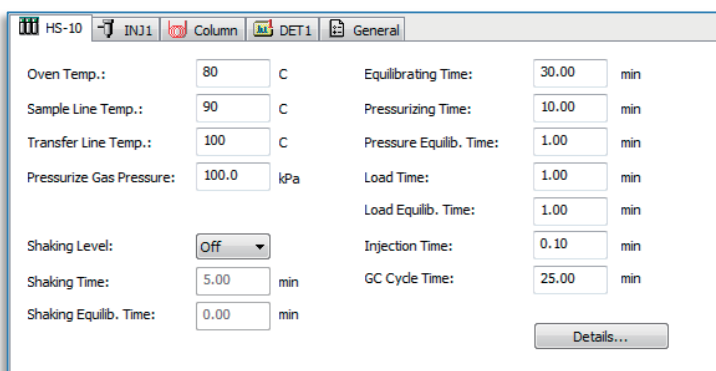 HS-10 INJ1 Column DET1 General
Oven Temp.: 80 C Equilibrating Time: 30.00 min
Sample Line Temp.: 90 C Pressurizing Time: 10.00 min
Transfer Line Temp.: 100 C Pressure Equilib. Time: 1.00 min
Pressurize Gas Pressure: 100.0 kPa Load Time: 1.00 min
Load Equilib. Time: 1.00 min
Shaking Level: Off Injection Time: 0.10 min
Shaking Time: 5.00 min GC Cycle Time: 25.00 min
Shaking Equilib. Time: 0.00 min
Details...